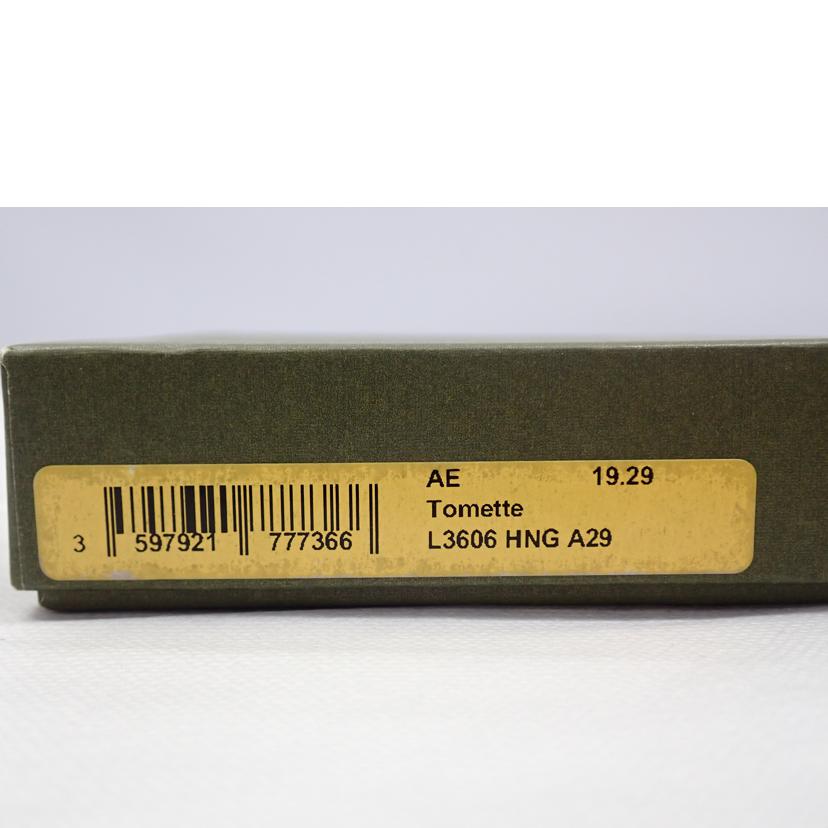 AE 19.29
Tomette
L3606 HNG A29
3 597921 777366